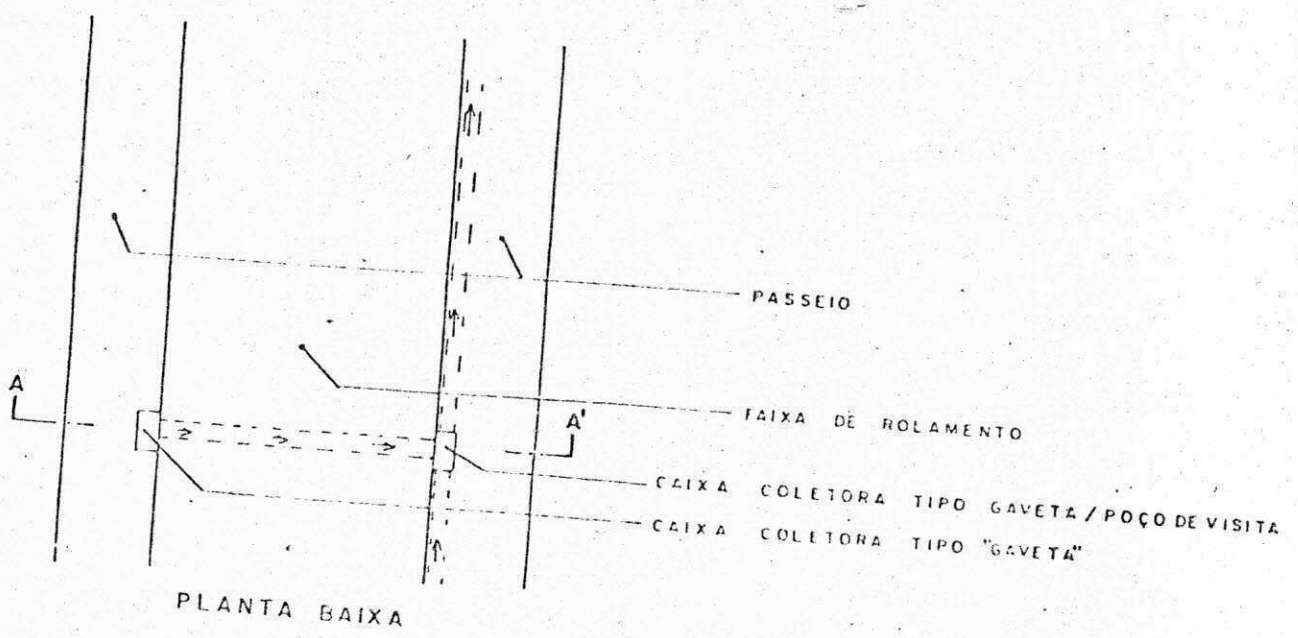 PASSEIO
FAIXA DE ROLAMENTO
A
A'
CAIXA COLETORA TIPO GAVETA/POÇO DE VISITA
CAIXA COLETORA TIPO "GAVETA"
PLANTA BAIXA